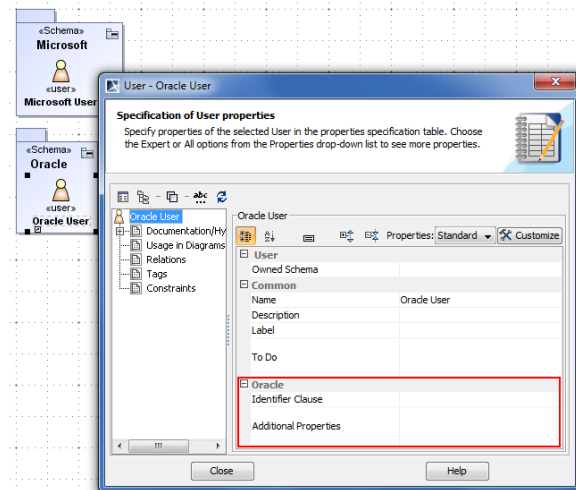 «Schema»
Microsoft
«user»
Microsoft User
«Schema»
Oracle
«user»
Oracle User
User - Oracle User
Specification of User properties
Specify properties of the selected User in the properties specification table. Choose
the Expert or All options from the Properties drop-down list to see more properties.
Oracle User
Documentation/Hy
Usage in Diagrams
Relations
Tags
Constraints
Oracle User
Properties: Standard Customize
User
Owned Schema
Common
Name Oracle User
Description
Label
To Do
Oracle
Identifier Clause
Additional Properties
Close Help